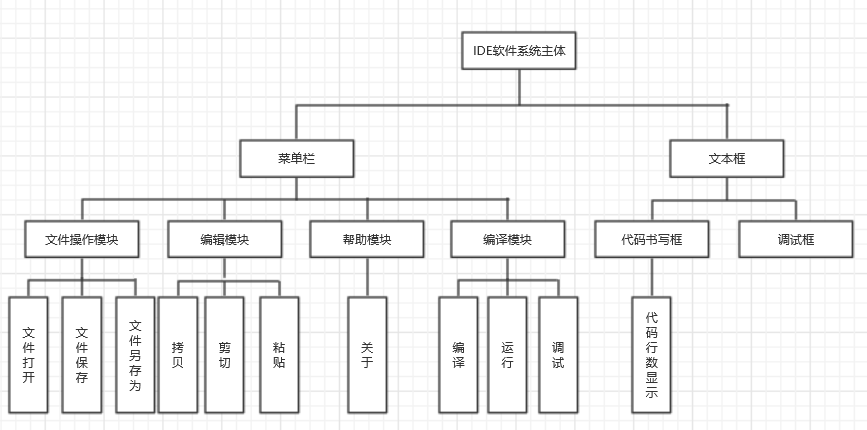 IDE软件系统主体
菜单栏
文本框
文件操作模块
编辑模块
帮助模块
编译模块
代码书写框
调试框
文件打开
文件保存
文件另存为
拷贝
剪切
粘贴
关于
编译
运行
调试
代码行数显示